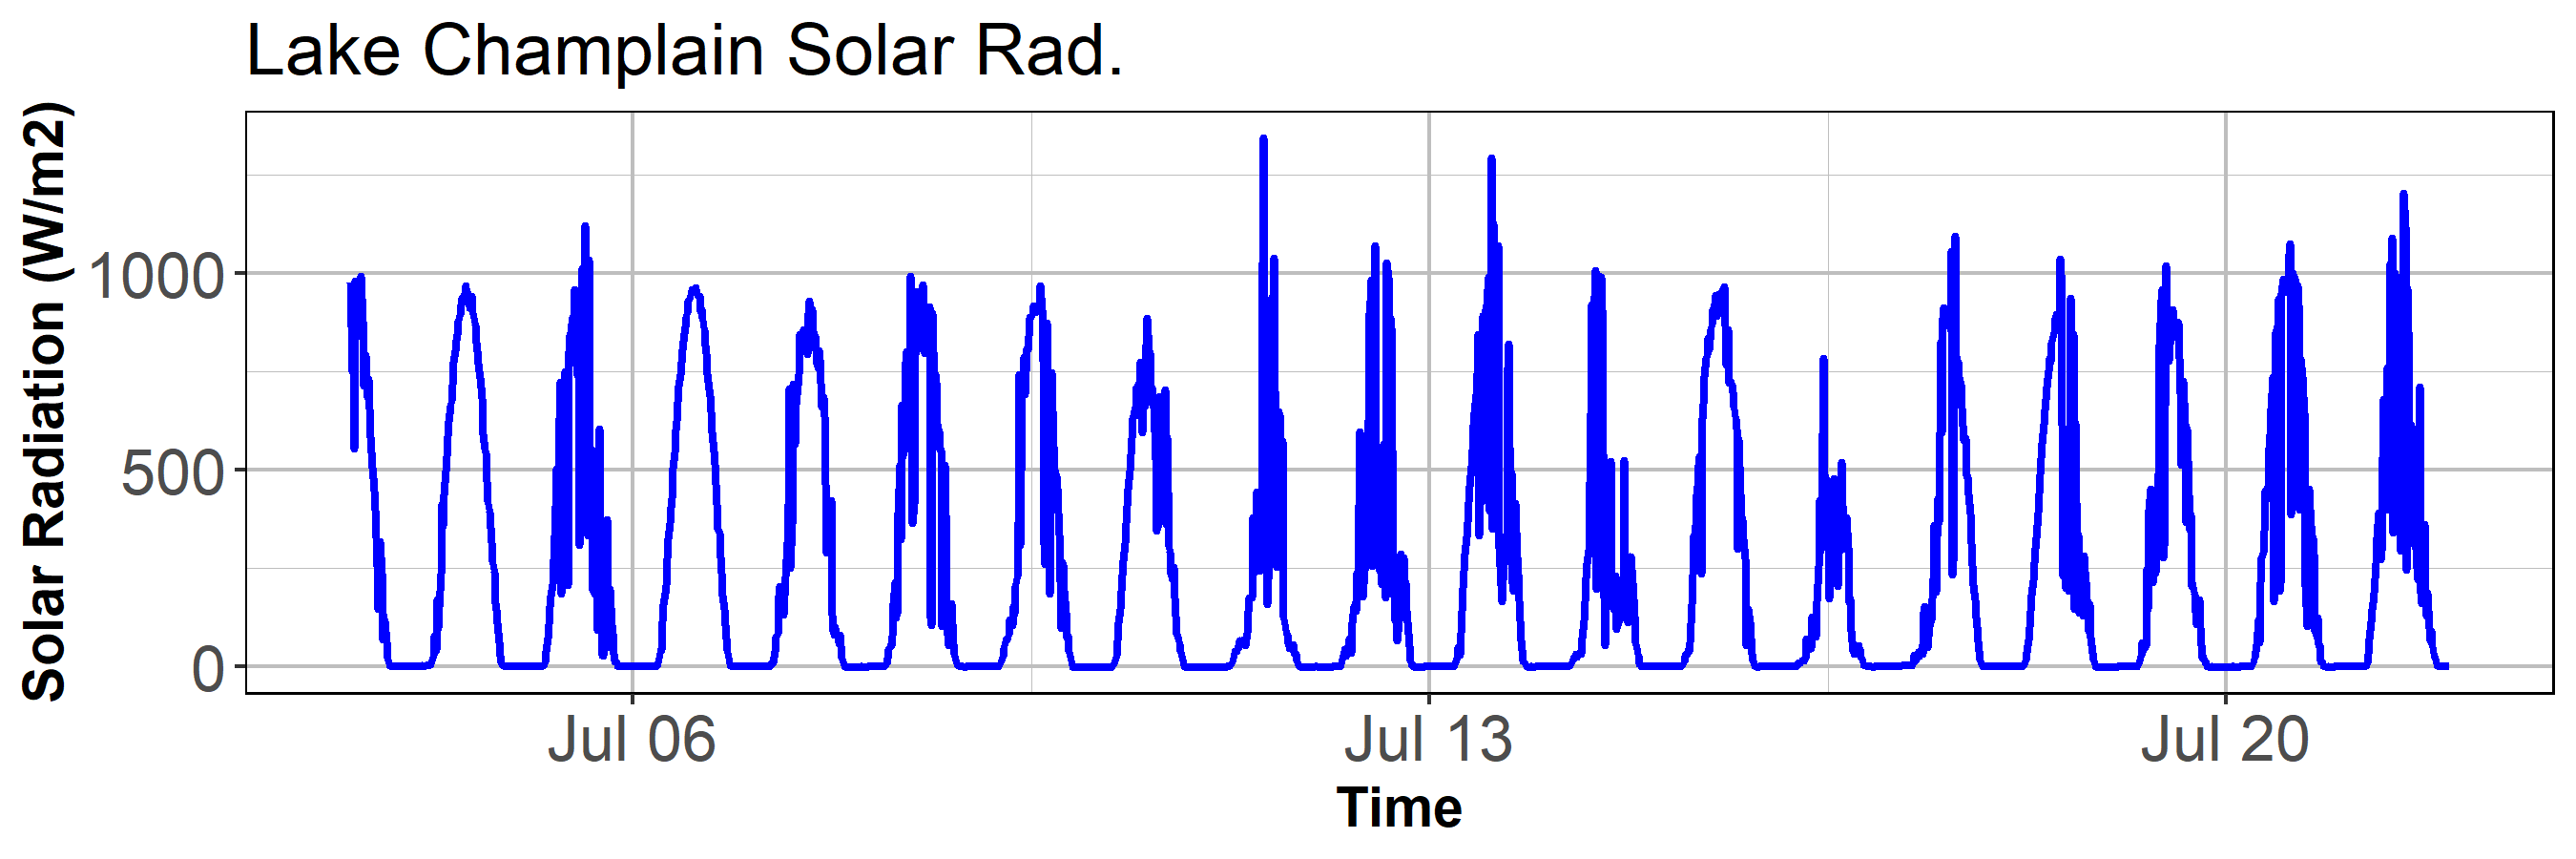 Lake Champlain Solar Rad.
Solar Radiation (W/m2)
1000
500
0
Jul 06
Jul 13
Jul 20
Time